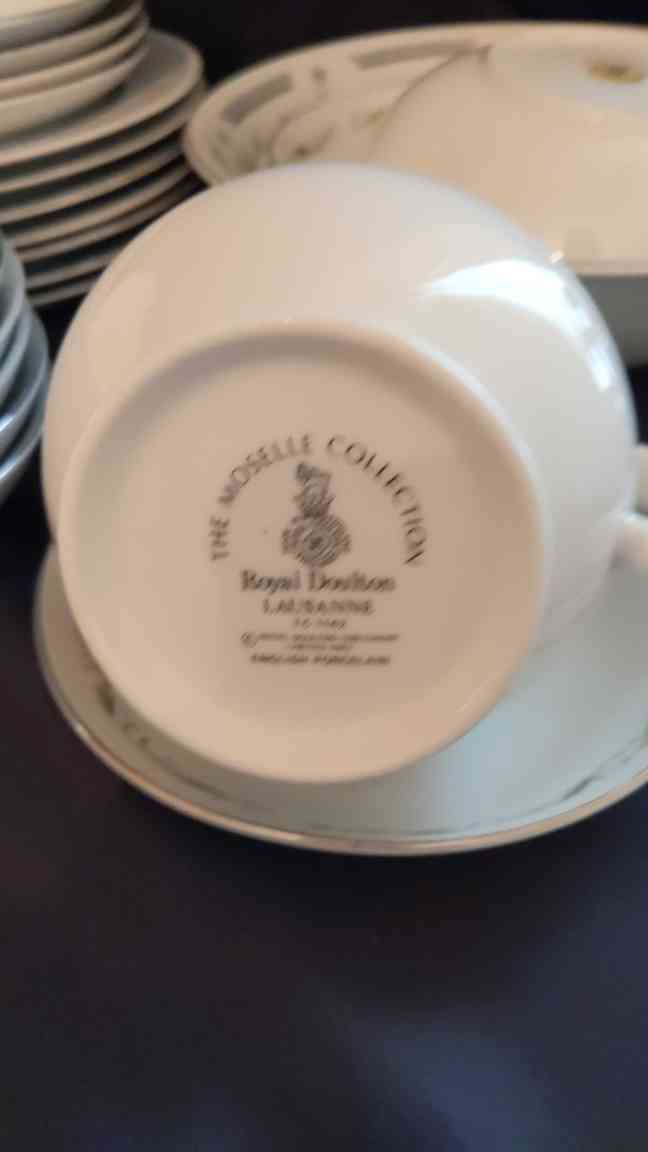 THE MOSELLE COLLECTION
Royal Doulton
LAUSANNE
ENGLISH PORCELAIN